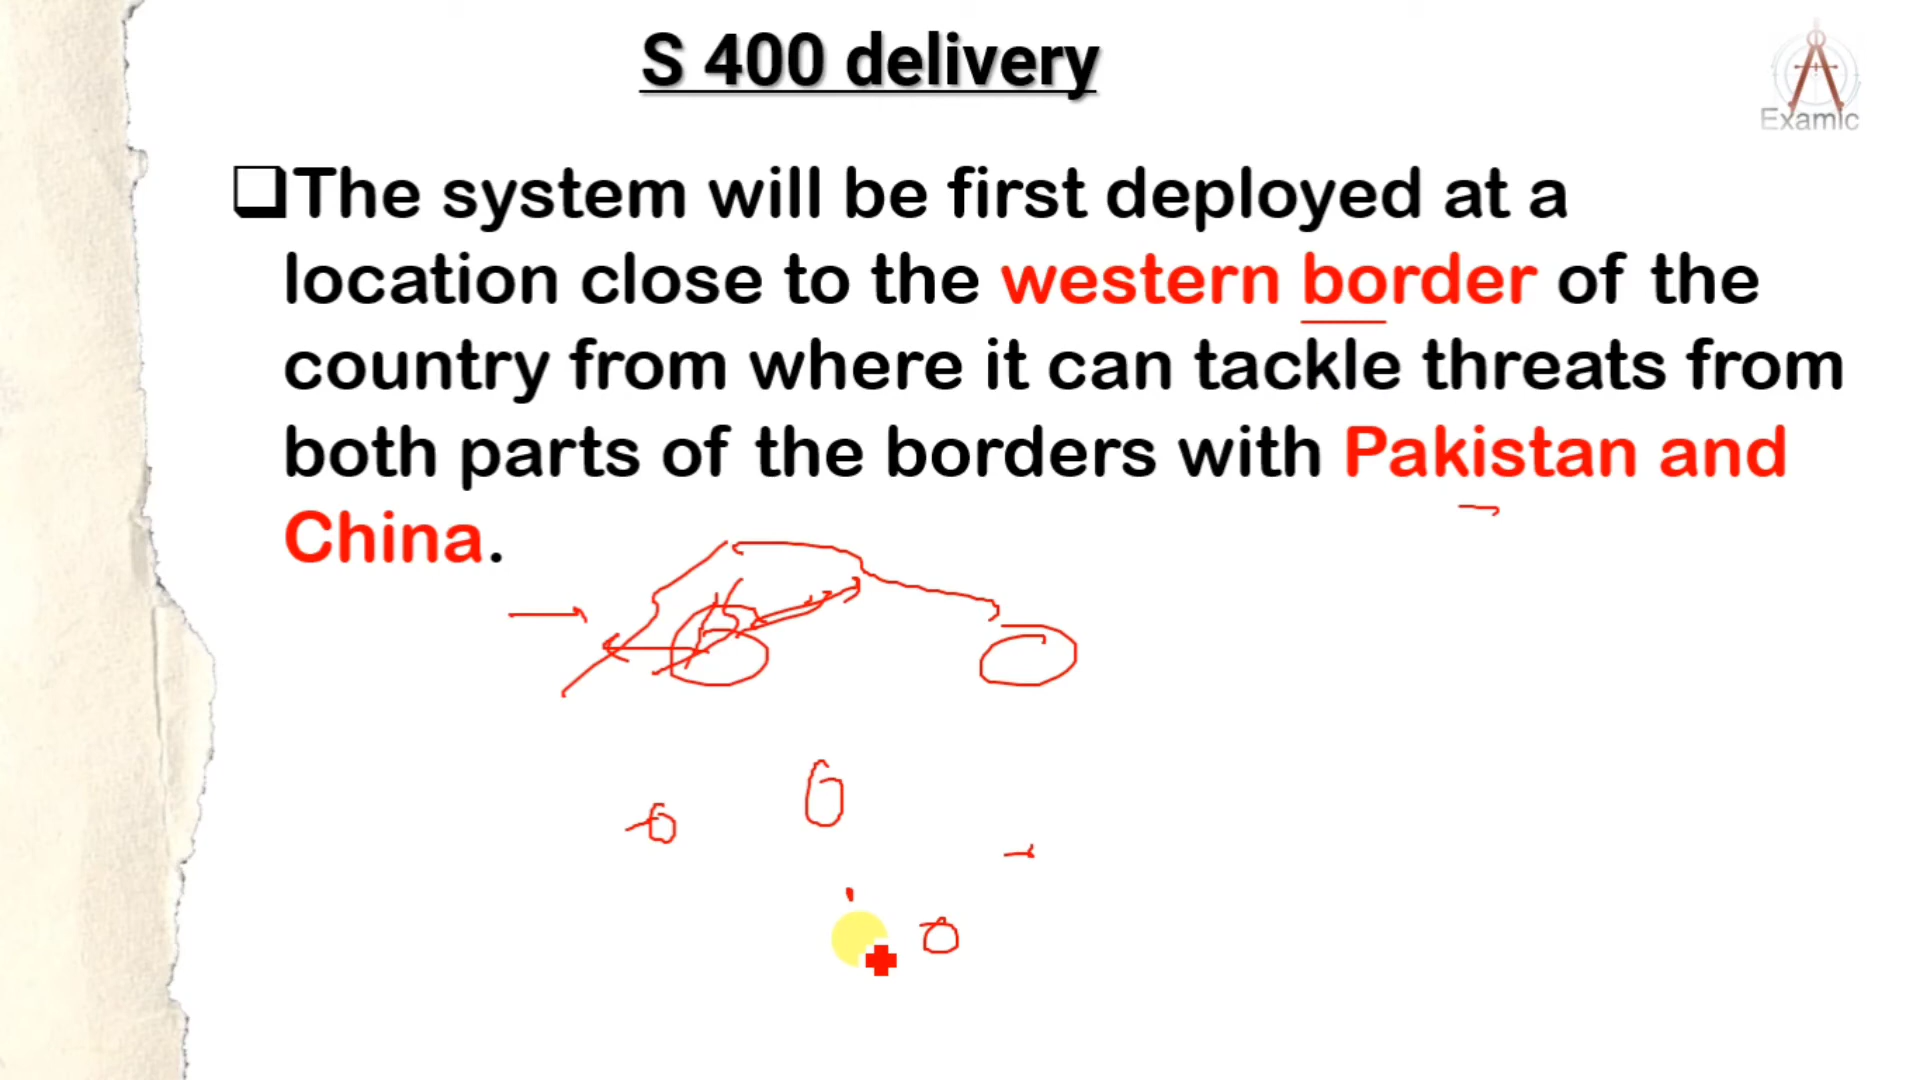 S 400 delivery
Examic
❑The system will be first deployed at a
location close to the western border of the
country from where it can tackle threats from
both parts of the borders with Pakistan and
China.